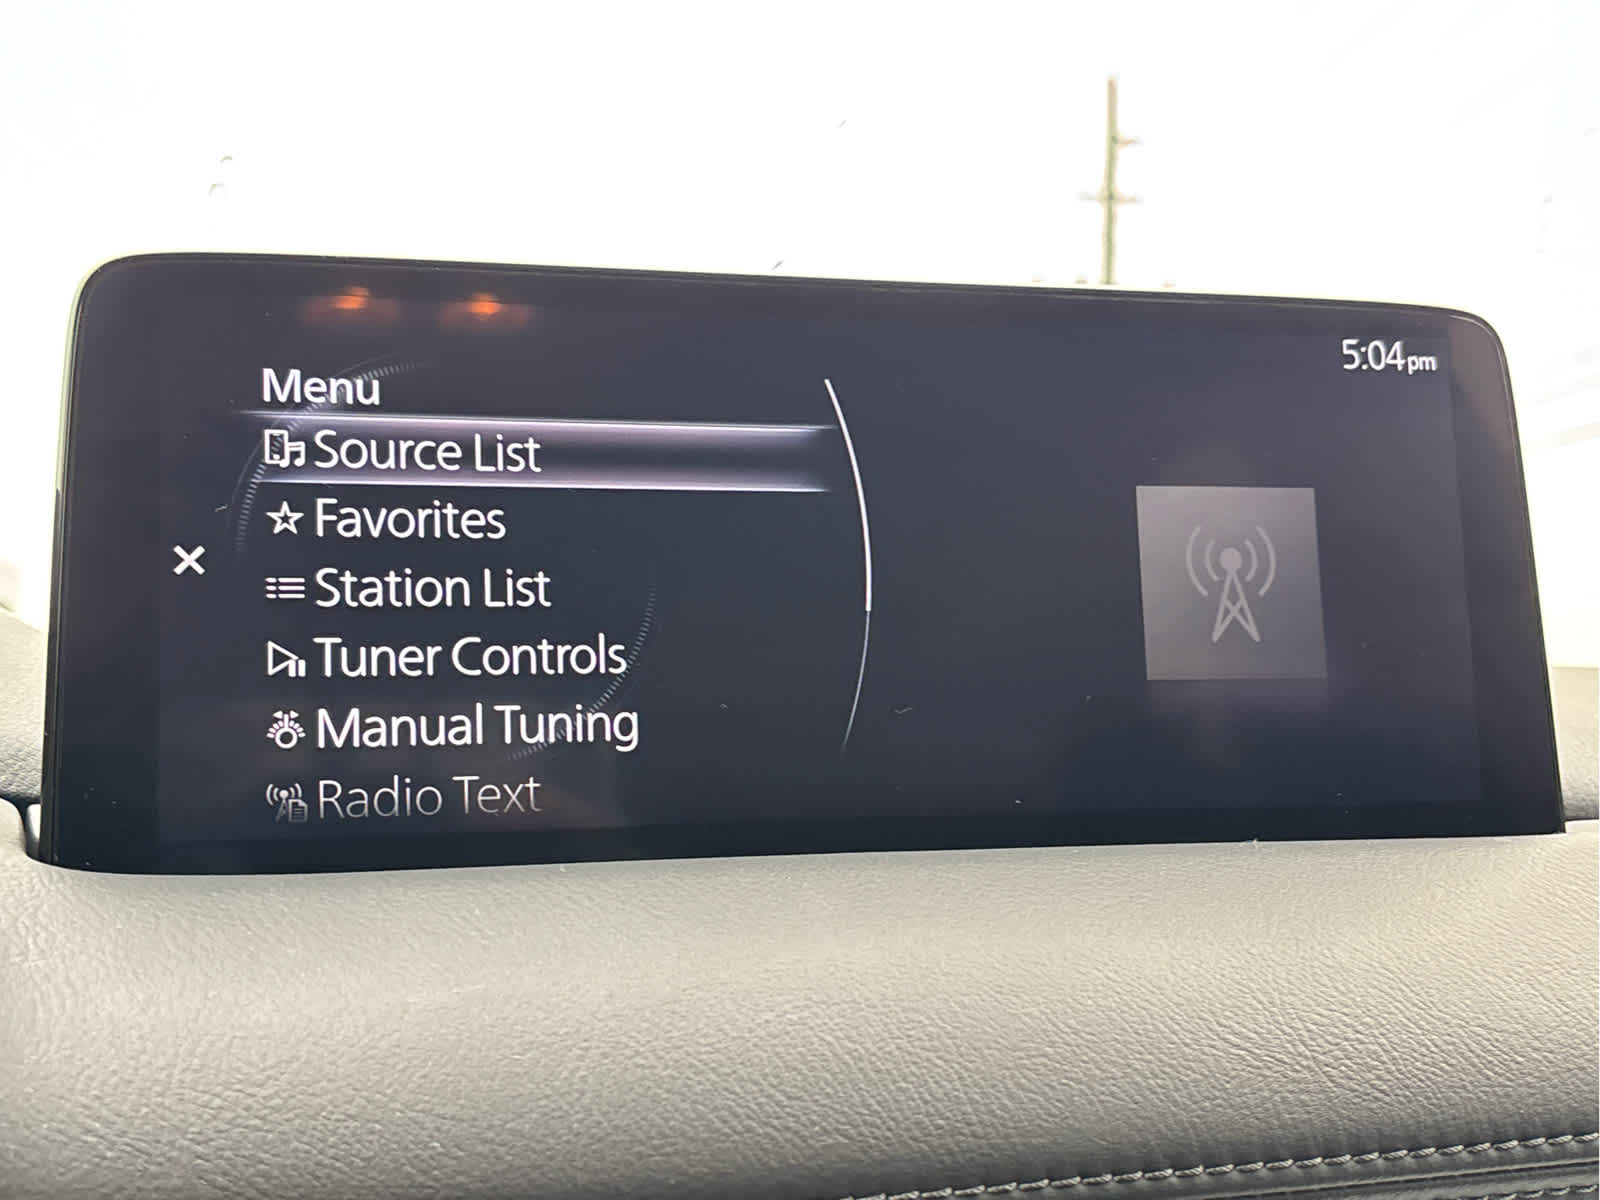 5:04pm
Menu
Source List
Favorites
Station List
Tuner Controls
Manual Tuning
Radio Text